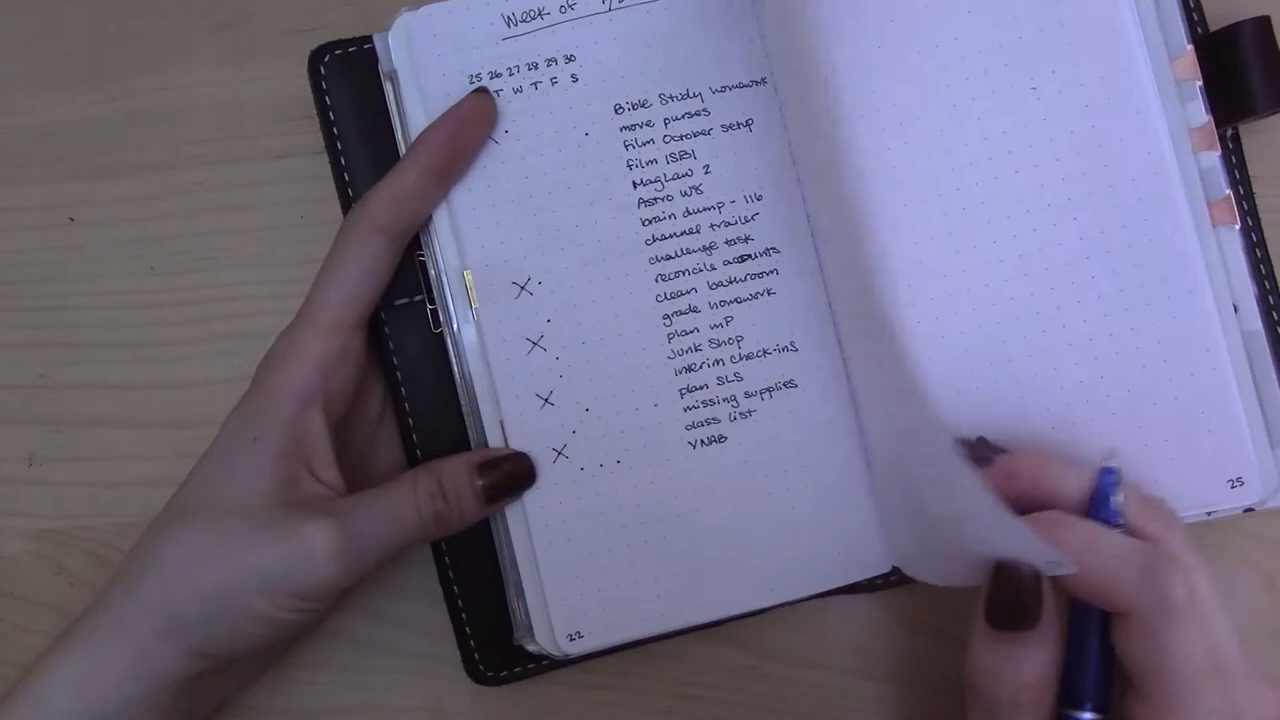 Week of
25 26 27 28 29 30
T W T F S
Bible Study homework
move purses
film October setup
film ISBJ
MagLaw 2
Astro W8
brain dump - 116
channel trailer
challenge task
reconcile accounts
clean bathroom
grade homework
plan MP
Junk Shop
interim check-ins
plan SLS
missing supplies
class list
YNAB
22
25